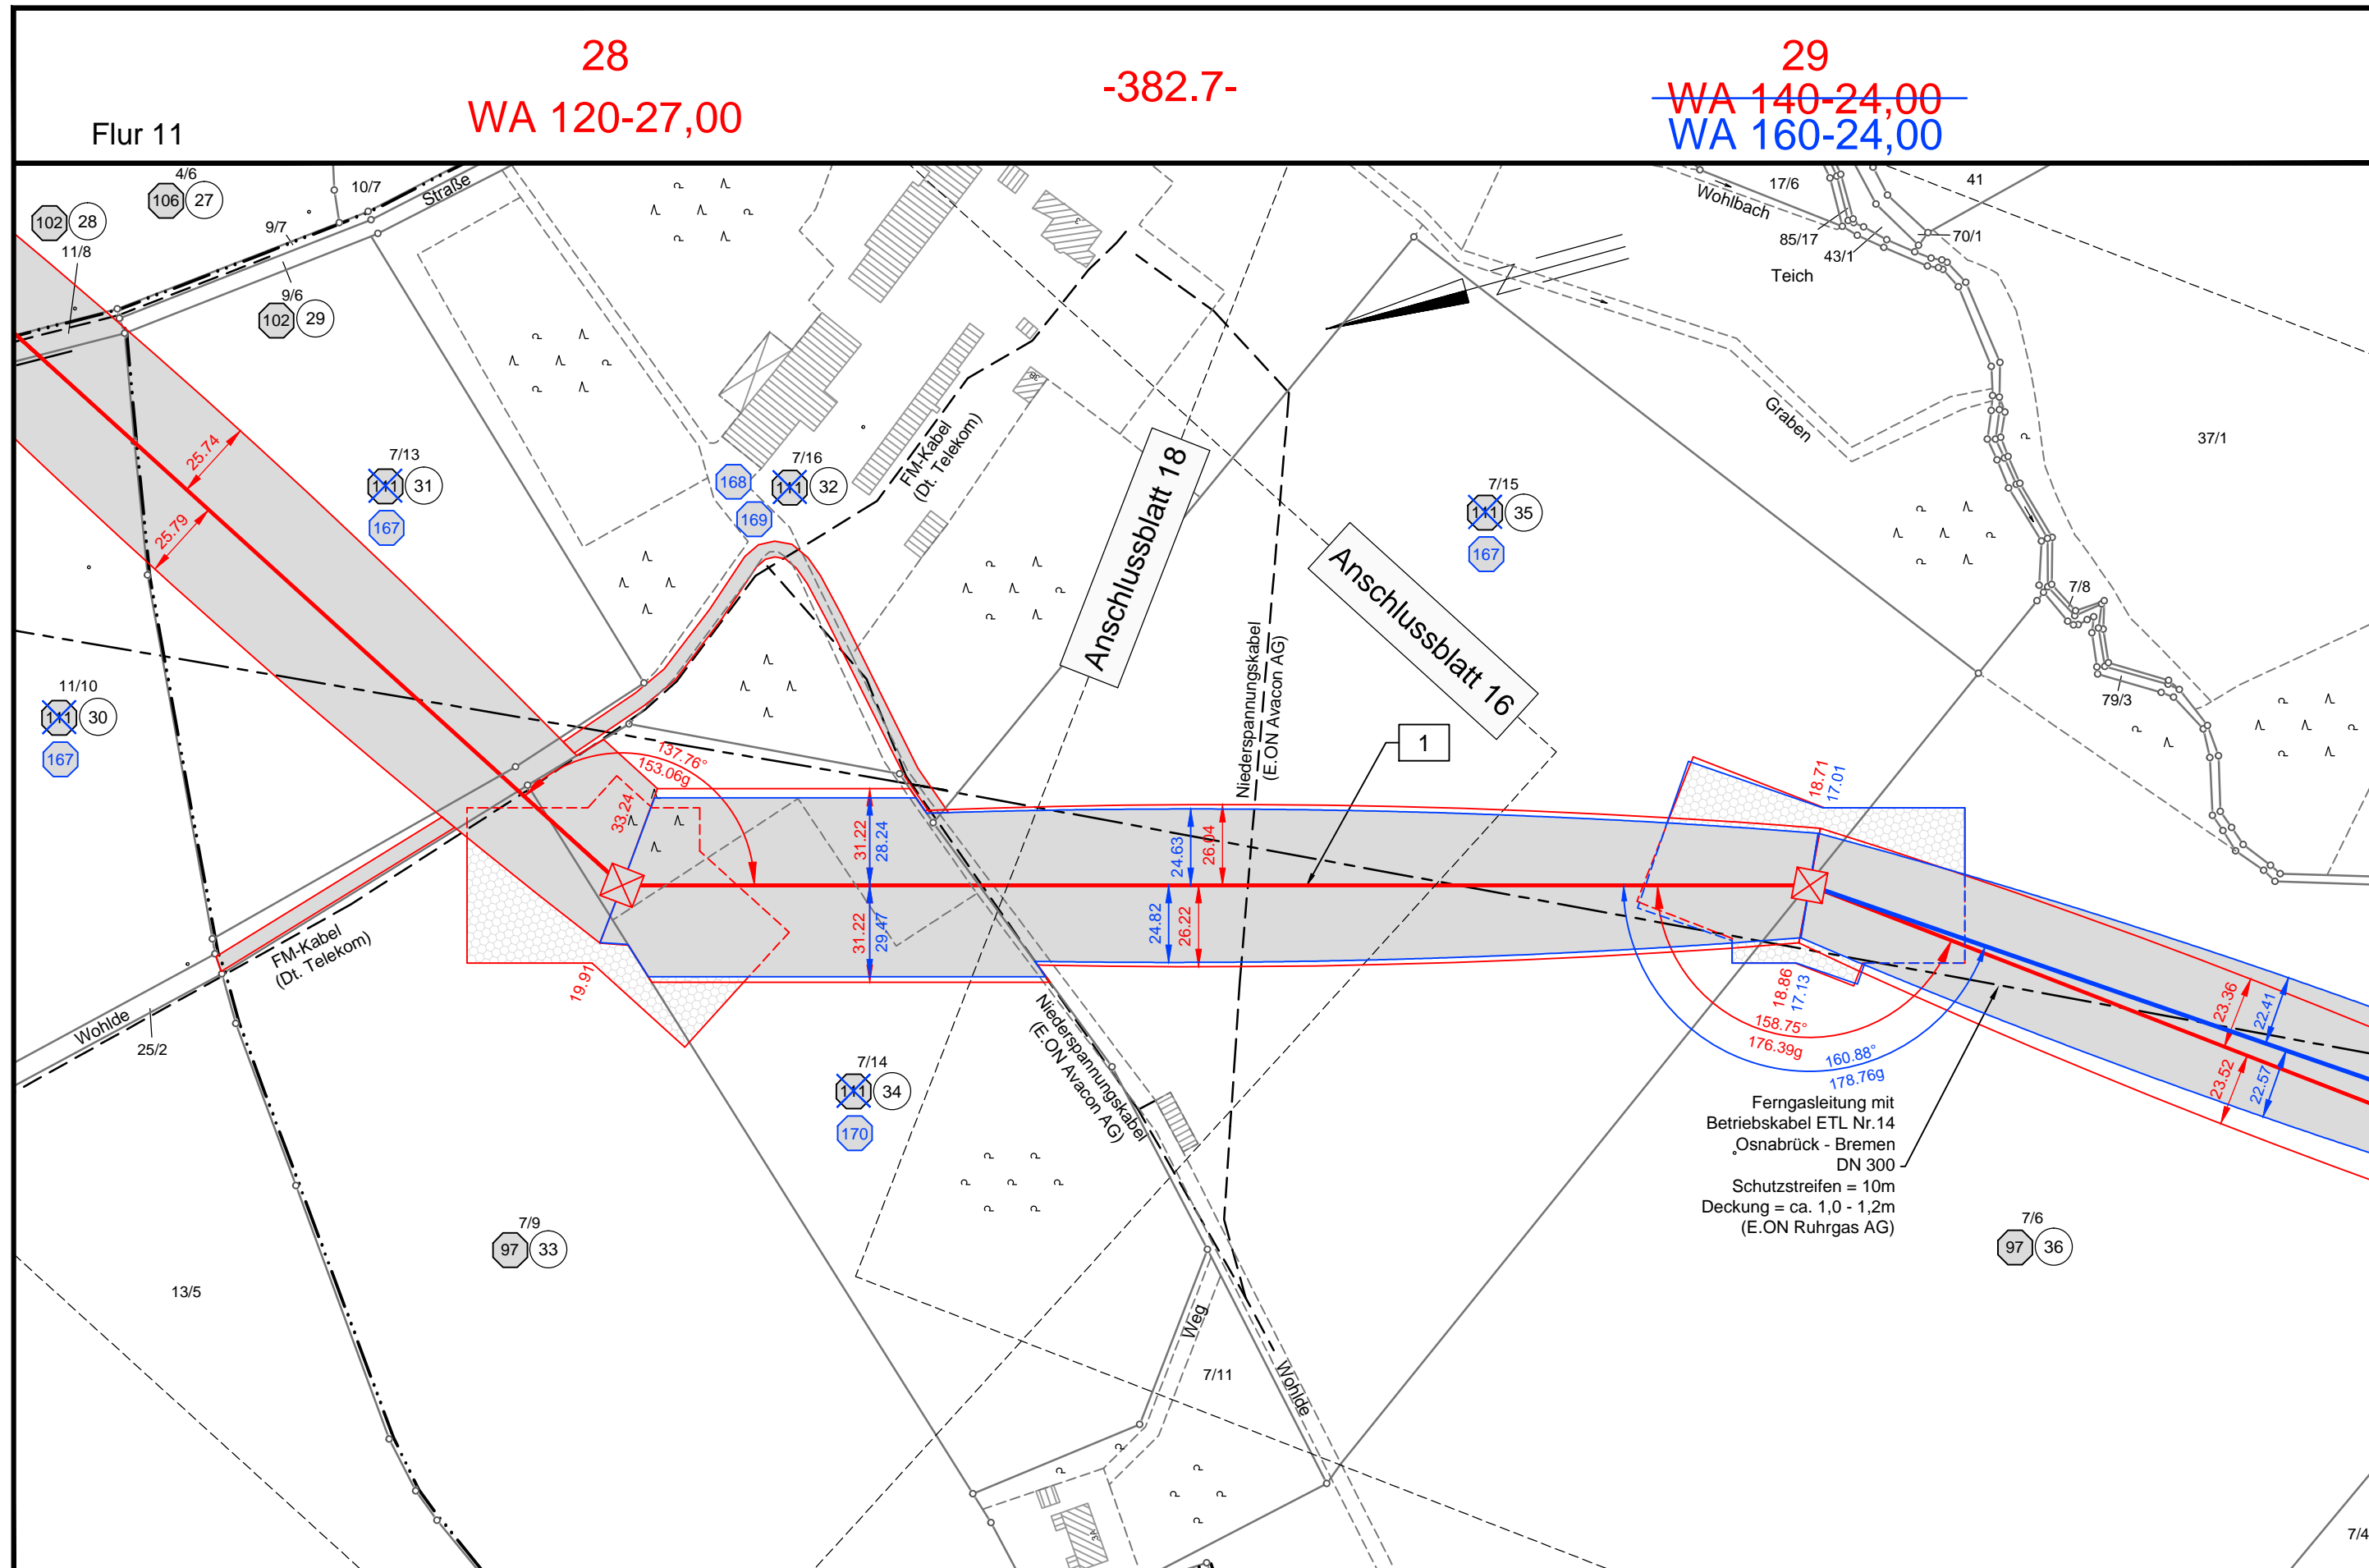 28
-382.7-
29
WA 120-27,00
WA 140-24,00
WA 160-24,00
Flur 11
4/6
106
27
10/7
Straße
102
28
9/7
11/8
9/6
102
29
17/6
41
Wohlbach
85/17
43/1
70/1
Teich
3
3B
25.74
25.79
7/13
111
31
167
168
169
7/16
111
32
FM-Kabel
(Dt. Telekom)
Graben
37/1
7/15
111
35
167
Anschlussblatt 18
Anschlussblatt 16
Niederspannungskabel
(E.ON Avacon AG)
7/8
79/3
11/10
111
30
167
1
137.76°
153.06g
33.24
31.22
28.24
31.22
29.47
24.63
26.04
24.82
26.22
18.71
17.01
18.86
17.13
158.75°
176.39g
160.88°
178.76g
23.36
22.41
23.52
22.57
FM-Kabel
(Dt. Telekom)
19.91
Wohlde
25/2
Niederspannungskabel
(E.ON Avacon AG)
7/14
111
34
170
Ferngasleitung mit
Betriebskabel ETL Nr.14
Osnabrück - Bremen
DN 300
Schutzstreifen = 10m
Deckung = ca. 1,0 - 1,2m
(E.ON Ruhrgas AG)
7/9
97
33
7/6
97
36
13/5
Weg
7/11
Wohlde
3A
7/4